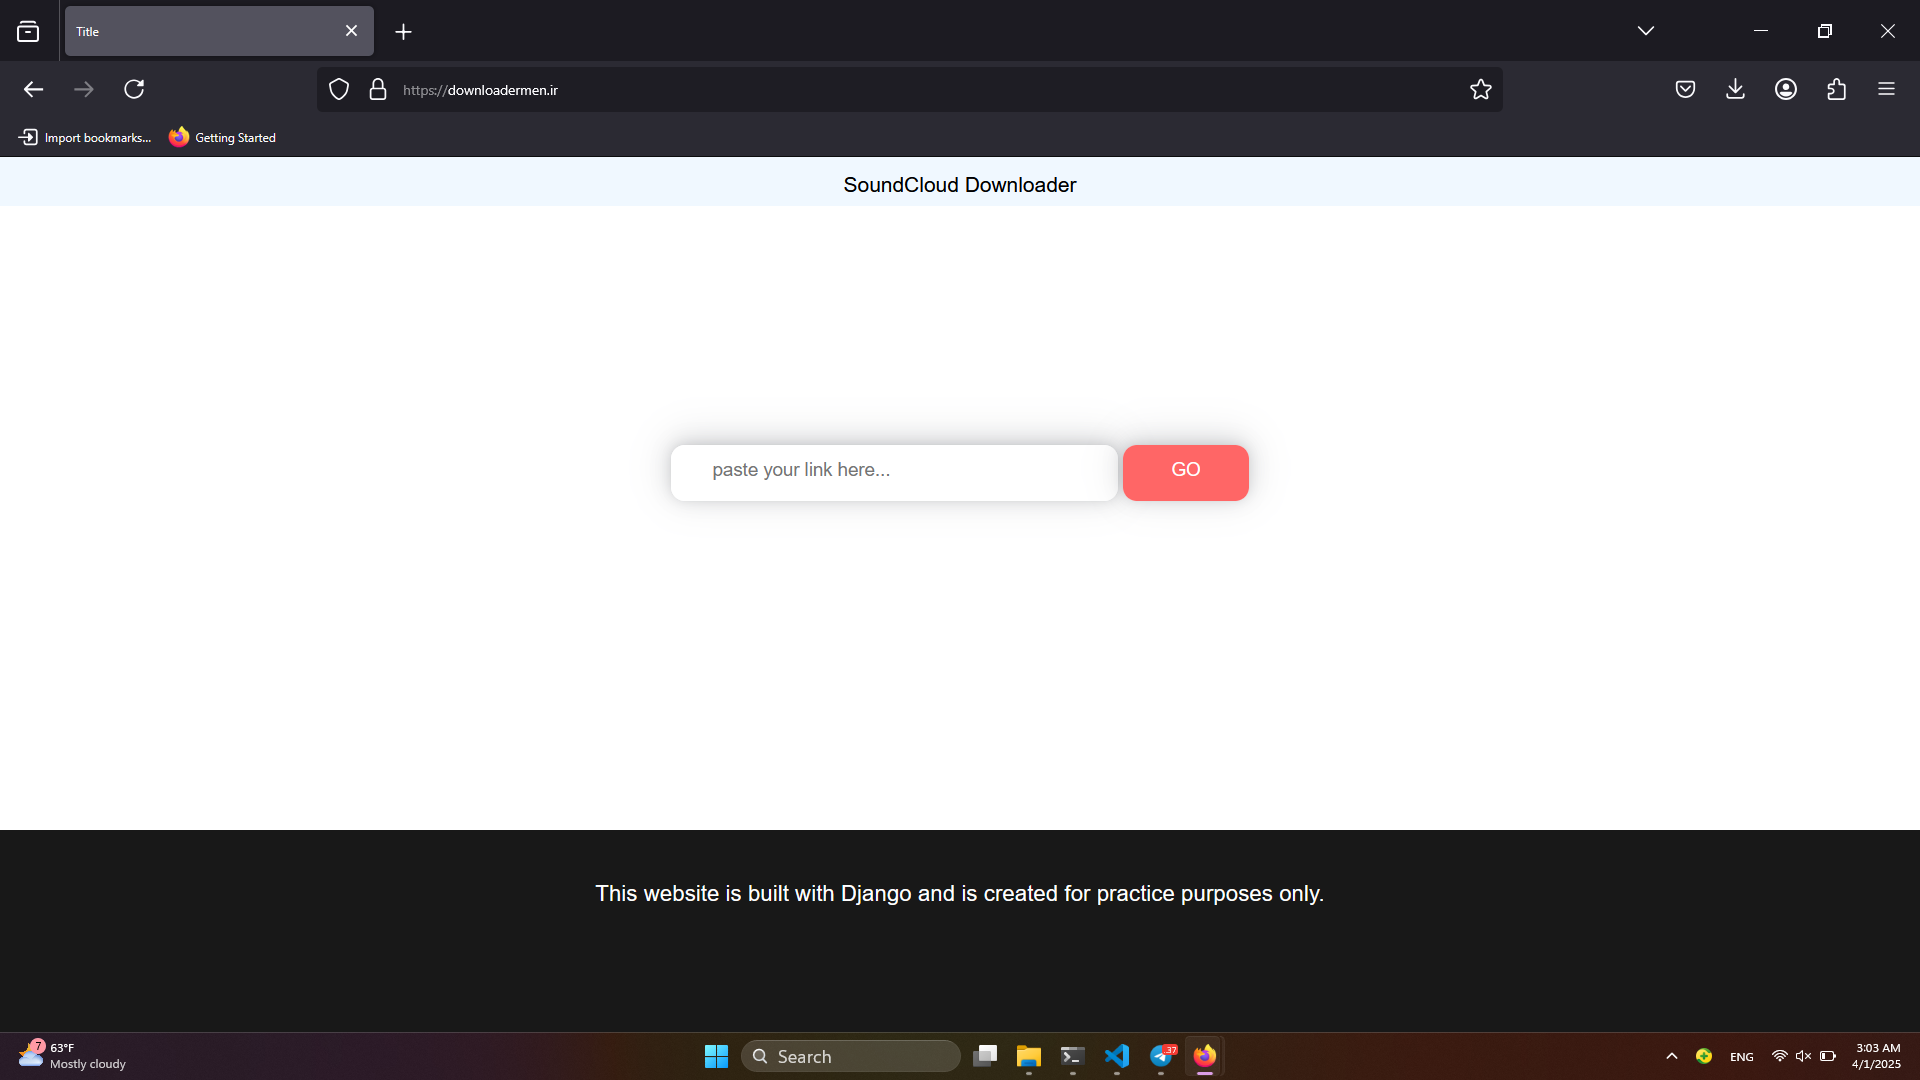 Title
https://downloadermen.ir
Import bookmarks...
Getting Started
SoundCloud Downloader
paste your link here...
GO
This website is built with Django and is created for practice purposes only.
7
63°F
Mostly cloudy
Search
37
ENG
3:03 AM
4/1/2025